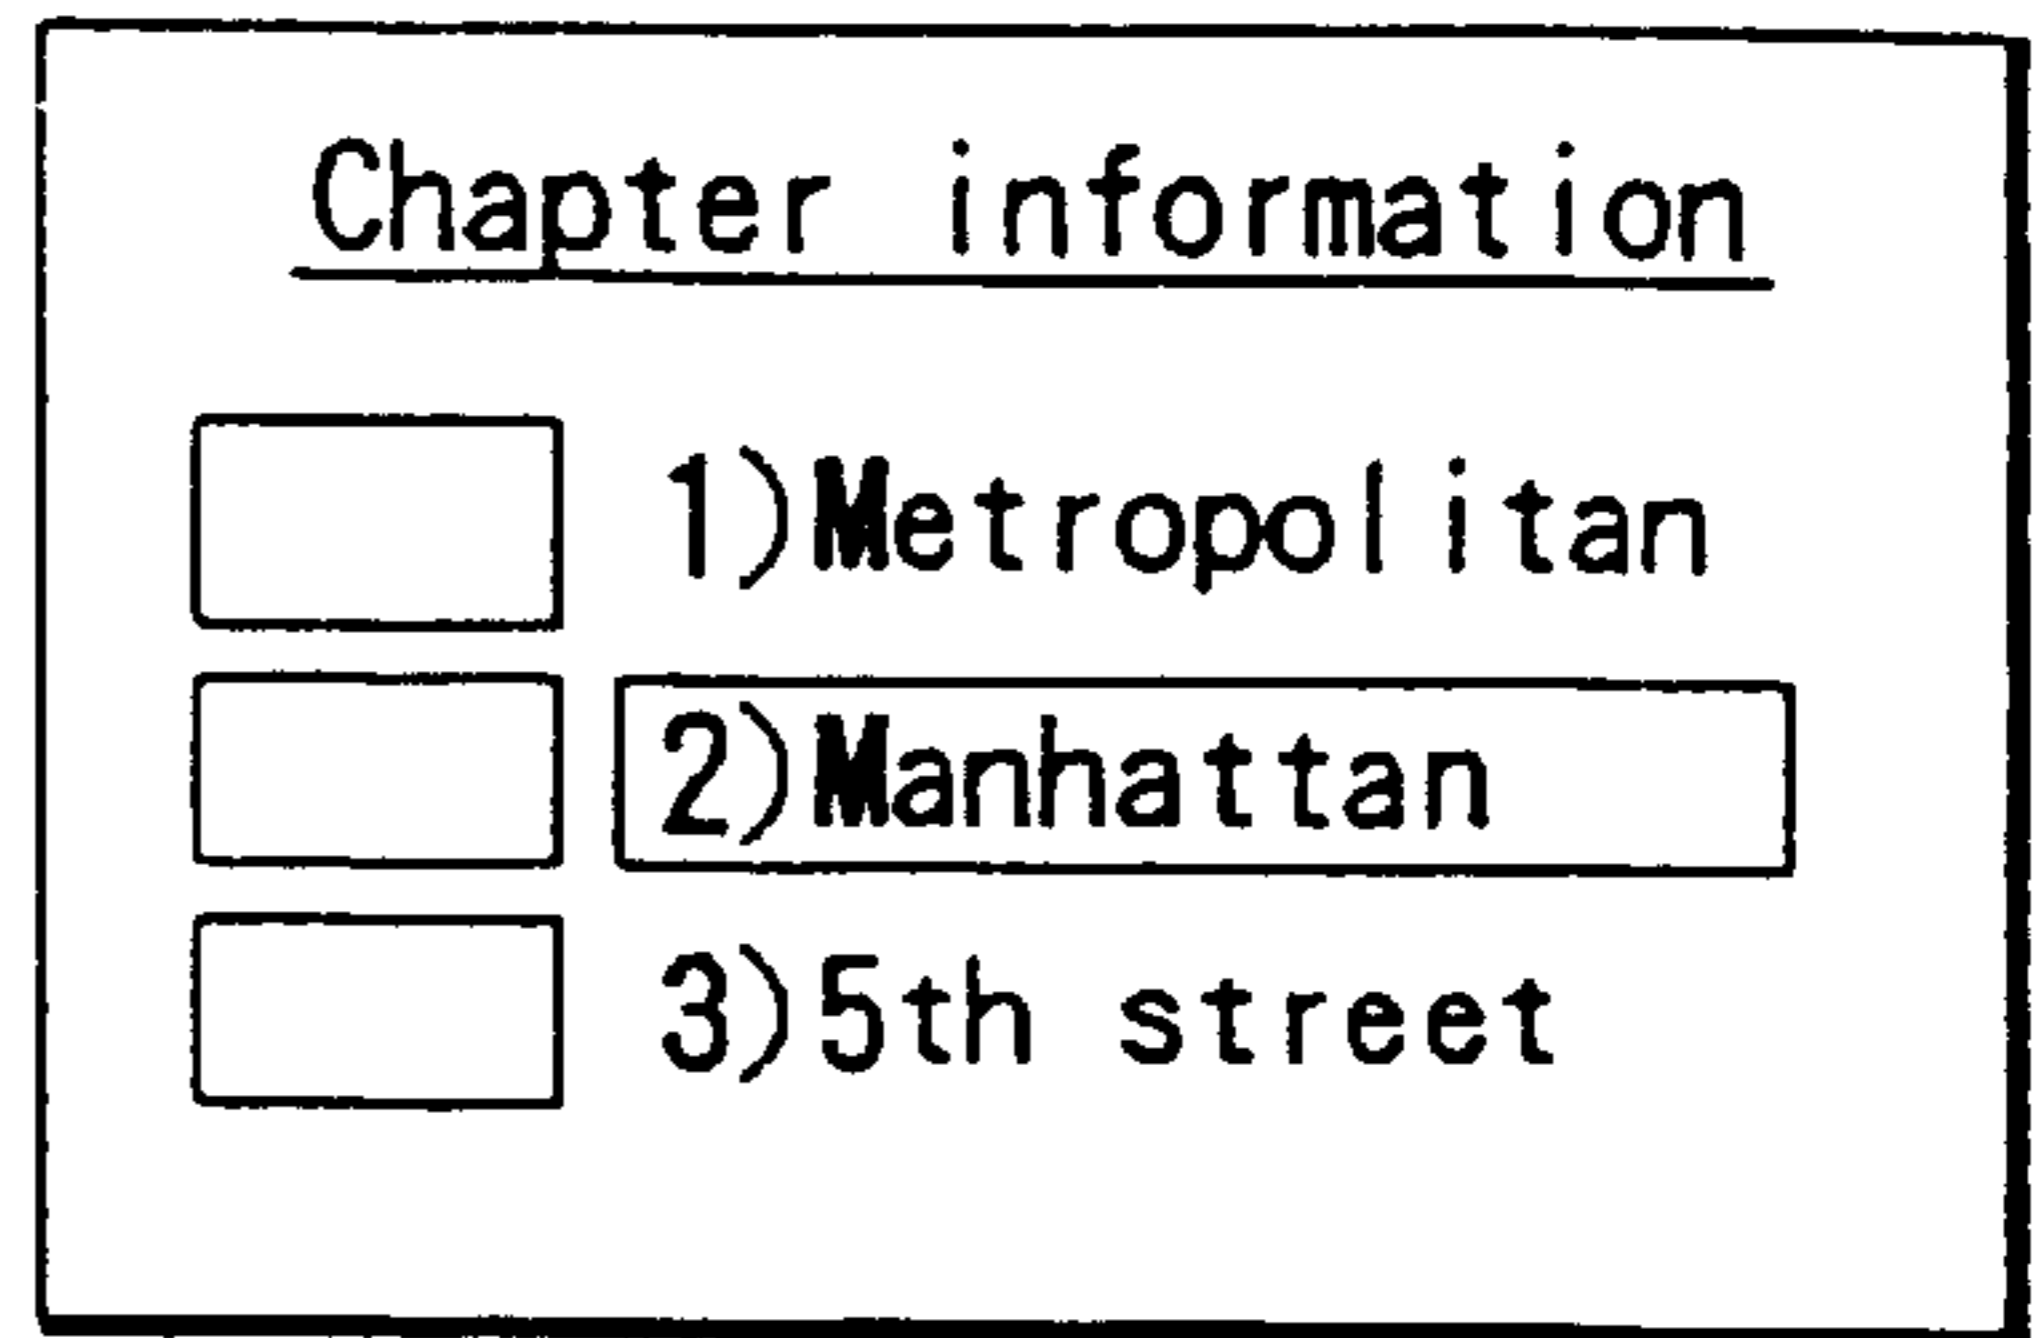 Chapter information
1)Metropolitan
2)Manhattan
3)5th street